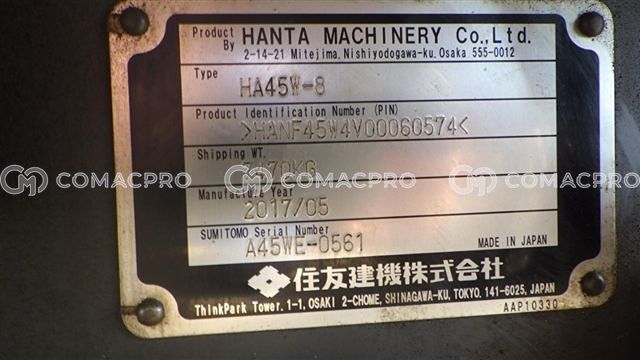 Product By HANTA MACHINERY Co.,Ltd.
2-14-21 Mitejima, Nishiyodogawa-ku, Osaka 555-0012
Type
HA45W-8
Product Identification Number (PIN)
>HANF45W4V00060574<
Shipping WT.
COMACPRO COMACPRO COMACPRO
Manufacture Year
2017/05
SUMITOMO Serial Number
A45WE-0561
MADE IN JAPAN
住友建機株式会社
ThinkPark Tower. 1-1, OSAKI 2-CHOME, SHINAGAWA-KU, TOKYO. 141-6025, JAPAN
AAP10330